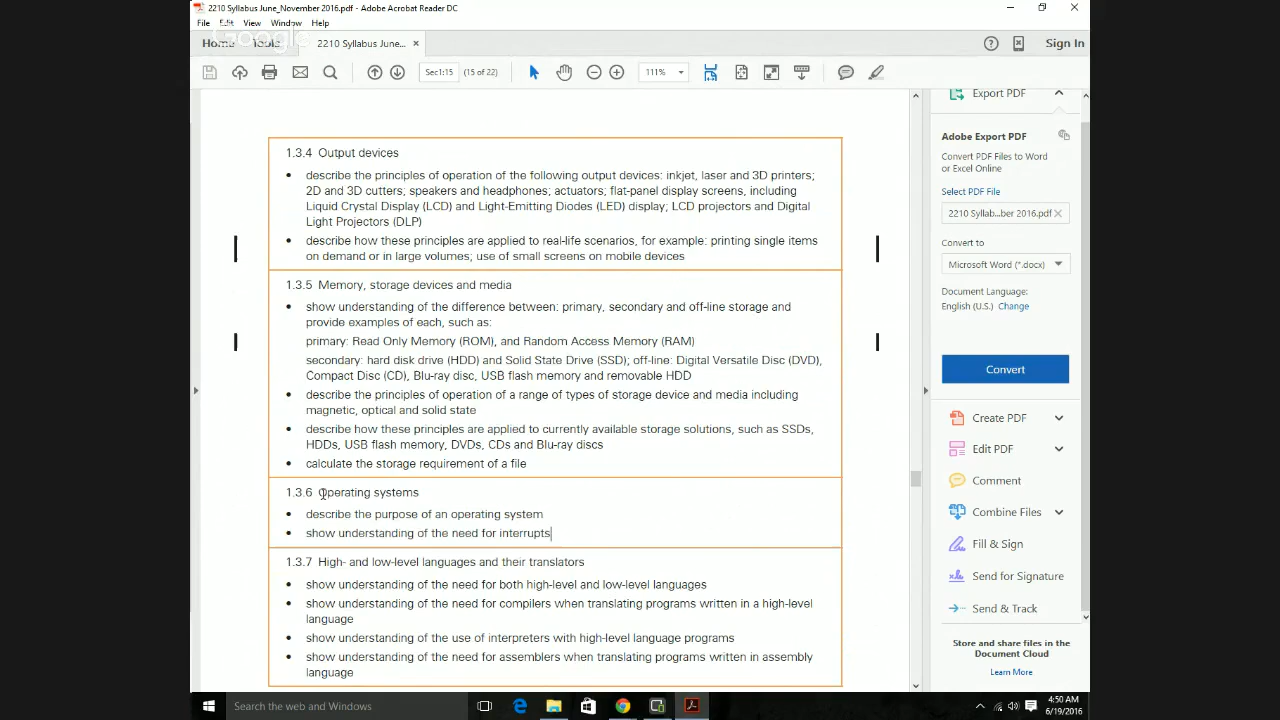 2210 Syllabus June_November 2016.pdf - Adobe Acrobat Reader DC
File Edit View Window Help
Google
Home Tools 2210 Syllabus June... × Sign In
Sec1:15 (15 of 22) 111%
1.3.4 Output devices
• describe the principles of operation of the following output devices: inkjet, laser and 3D printers;
2D and 3D cutters; speakers and headphones; actuators; flat-panel display screens, including
Liquid Crystal Display (LCD) and Light-Emitting Diodes (LED) display; LCD projectors and Digital
Light Projectors (DLP)
• describe how these principles are applied to real-life scenarios, for example: printing single items
on demand or in large volumes; use of small screens on mobile devices
1.3.5 Memory, storage devices and media
• show understanding of the difference between: primary, secondary and off-line storage and
provide examples of each, such as:
primary: Read Only Memory (ROM), and Random Access Memory (RAM)
secondary: hard disk drive (HDD) and Solid State Drive (SSD); off-line: Digital Versatile Disc (DVD),
Compact Disc (CD), Blu-ray disc, USB flash memory and removable HDD
• describe the principles of operation of a range of types of storage device and media including
magnetic, optical and solid state
• describe how these principles are applied to currently available storage solutions, such as SSDs,
HDDs, USB flash memory, DVDs, CDs and Blu-ray discs
• calculate the storage requirement of a file
1.3.6 Operating systems
• describe the purpose of an operating system
• show understanding of the need for interrupts
1.3.7 High- and low-level languages and their translators
• show understanding of the need for both high-level and low-level languages
• show understanding of the need for compilers when translating programs written in a high-level
language
• show understanding of the use of interpreters with high-level language programs
• show understanding of the need for assemblers when translating programs written in assembly
language
Export PDF
Adobe Export PDF
Convert PDF Files to Word
or Excel Online
Select PDF File
2210 Syllab...ber 2016.pdf ×
Convert to
Microsoft Word (*.docx)
Document Language:
English (U.S.) Change
Convert
Create PDF
Edit PDF
Comment
Combine Files
Fill & Sign
Send for Signature
Send & Track
Store and share files in the
Document Cloud
Learn More
Search the web and Windows
4:50 AM
6/19/2016